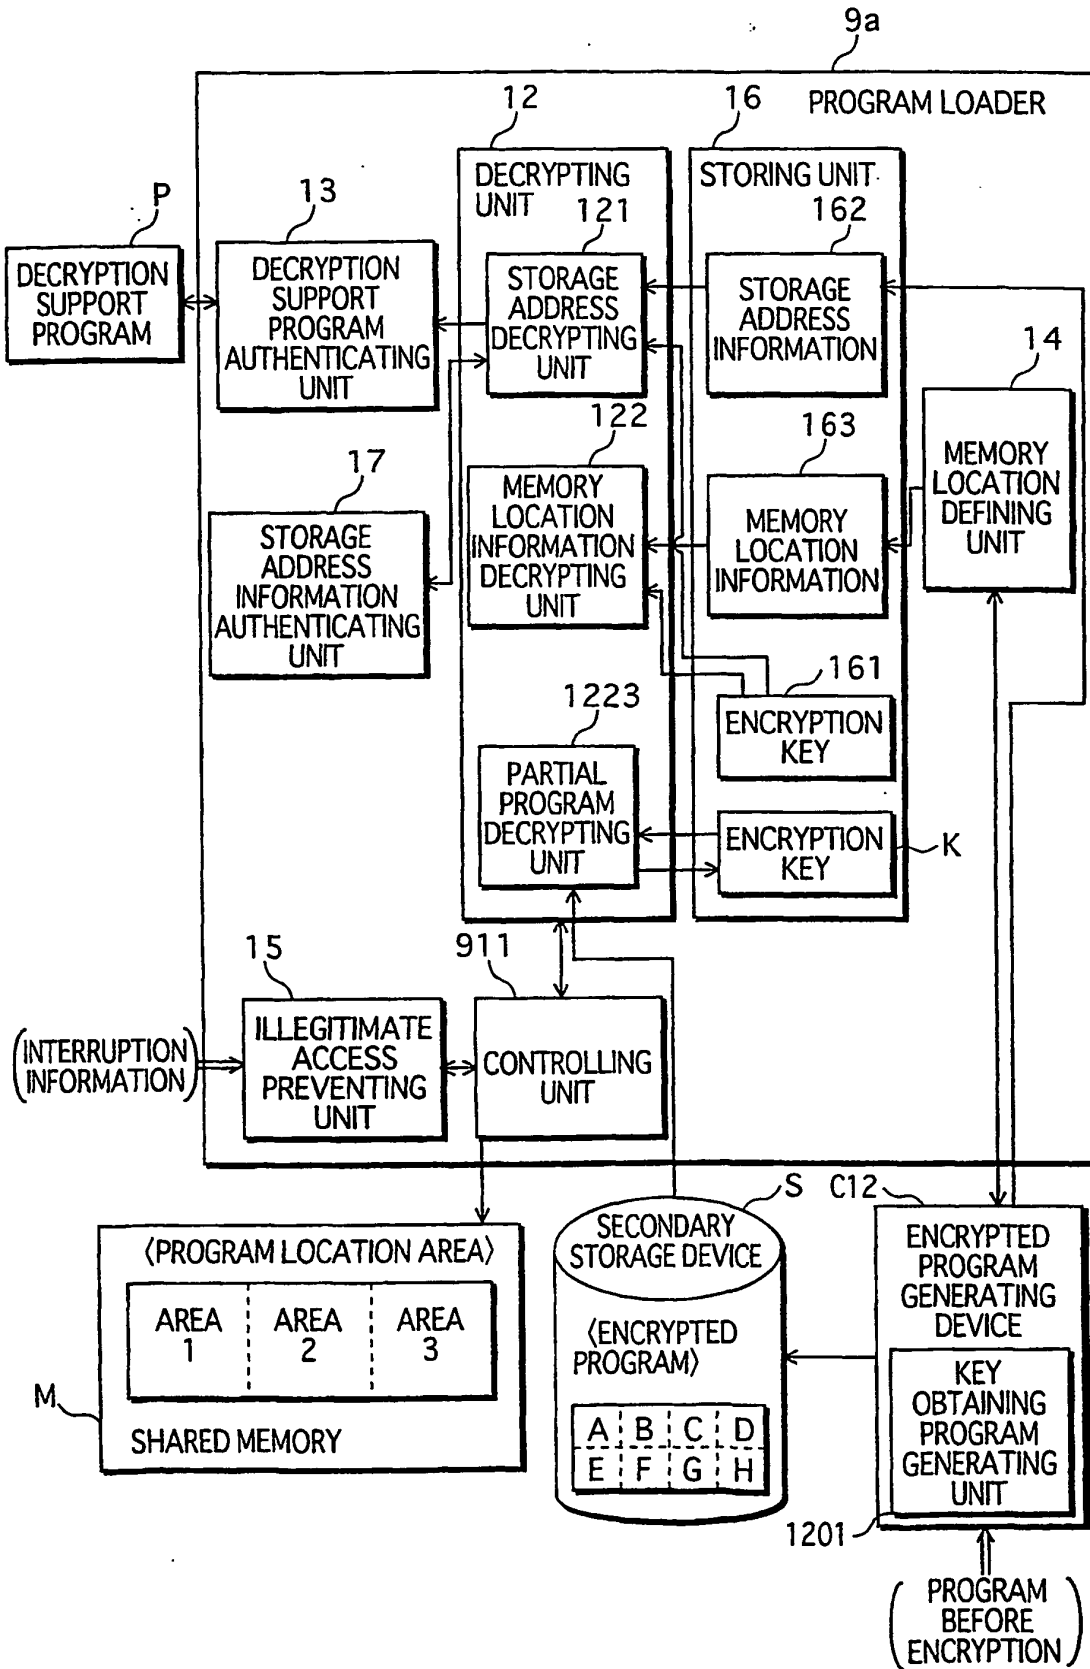 9a
PROGRAM LOADER
12
DECRYPTING
UNIT
16
STORING UNIT
P
DECRYPTION
SUPPORT
PROGRAM
13
DECRYPTION
SUPPORT
PROGRAM
AUTHENTICATING
UNIT
121
STORAGE
ADDRESS
DECRYPTING
UNIT
162
STORAGE
ADDRESS
INFORMATION
14
MEMORY
LOCATION
DEFINING
UNIT
17
STORAGE
ADDRESS
INFORMATION
AUTHENTICATING
UNIT
122
MEMORY
LOCATION
INFORMATION
DECRYPTING
UNIT
163
MEMORY
LOCATION
INFORMATION
161
ENCRYPTION
KEY
1223
PARTIAL
PROGRAM
DECRYPTING
UNIT
ENCRYPTION
KEY
K
(INTERRUPTION
INFORMATION)
15
ILLEGITIMATE
ACCESS
PREVENTING
UNIT
911
CONTROLLING
UNIT
〈PROGRAM LOCATION AREA〉
AREA
1
AREA
2
AREA
3
M
SHARED MEMORY
S
SECONDARY
STORAGE DEVICE
〈ENCRYPTED
PROGRAM〉
A B C D
E F G H
C12
ENCRYPTED
PROGRAM
GENERATING
DEVICE
KEY
OBTAINING
PROGRAM
GENERATING
UNIT
1201
(PROGRAM
BEFORE
ENCRYPTION)